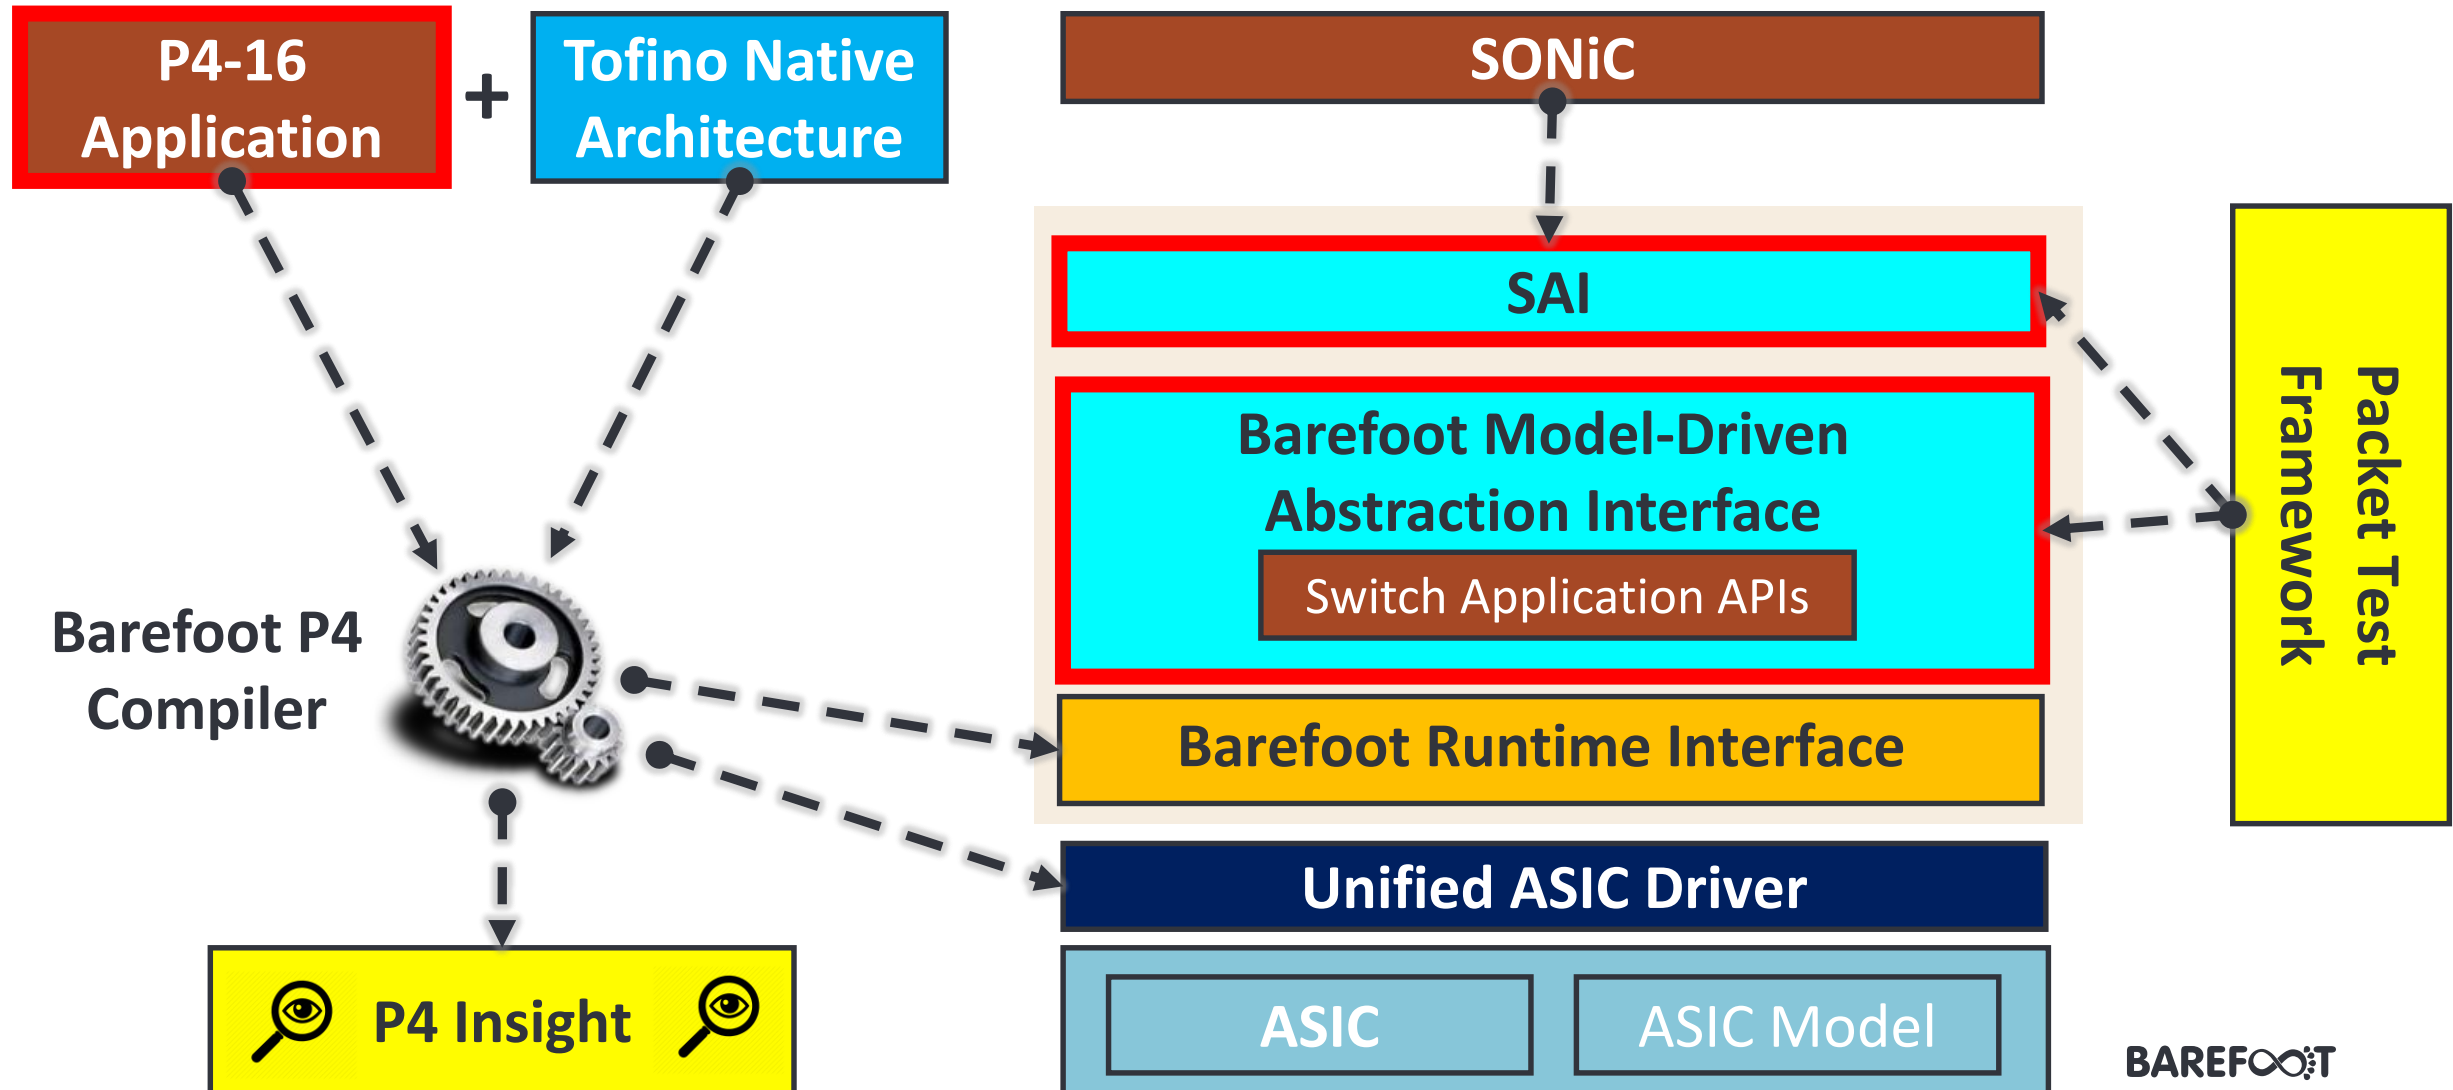 P4-16
Application
+
Tofino Native
Architecture
SONiC
SAI
Barefoot Model-Driven
Abstraction Interface
Switch Application APIs
Packet Test
Framework
Barefoot P4
Compiler
Barefoot Runtime Interface
Unified ASIC Driver
P4 Insight
ASIC
ASIC Model
BAREFOOT